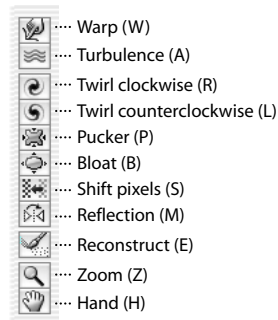 Warp (W)
Turbulence (A)
Twirl clockwise (R)
Twirl counterclockwise (L)
Pucker (P)
Bloat (B)
Shift pixels (S)
Reflection (M)
Reconstruct (E)
Zoom (Z)
Hand (H)